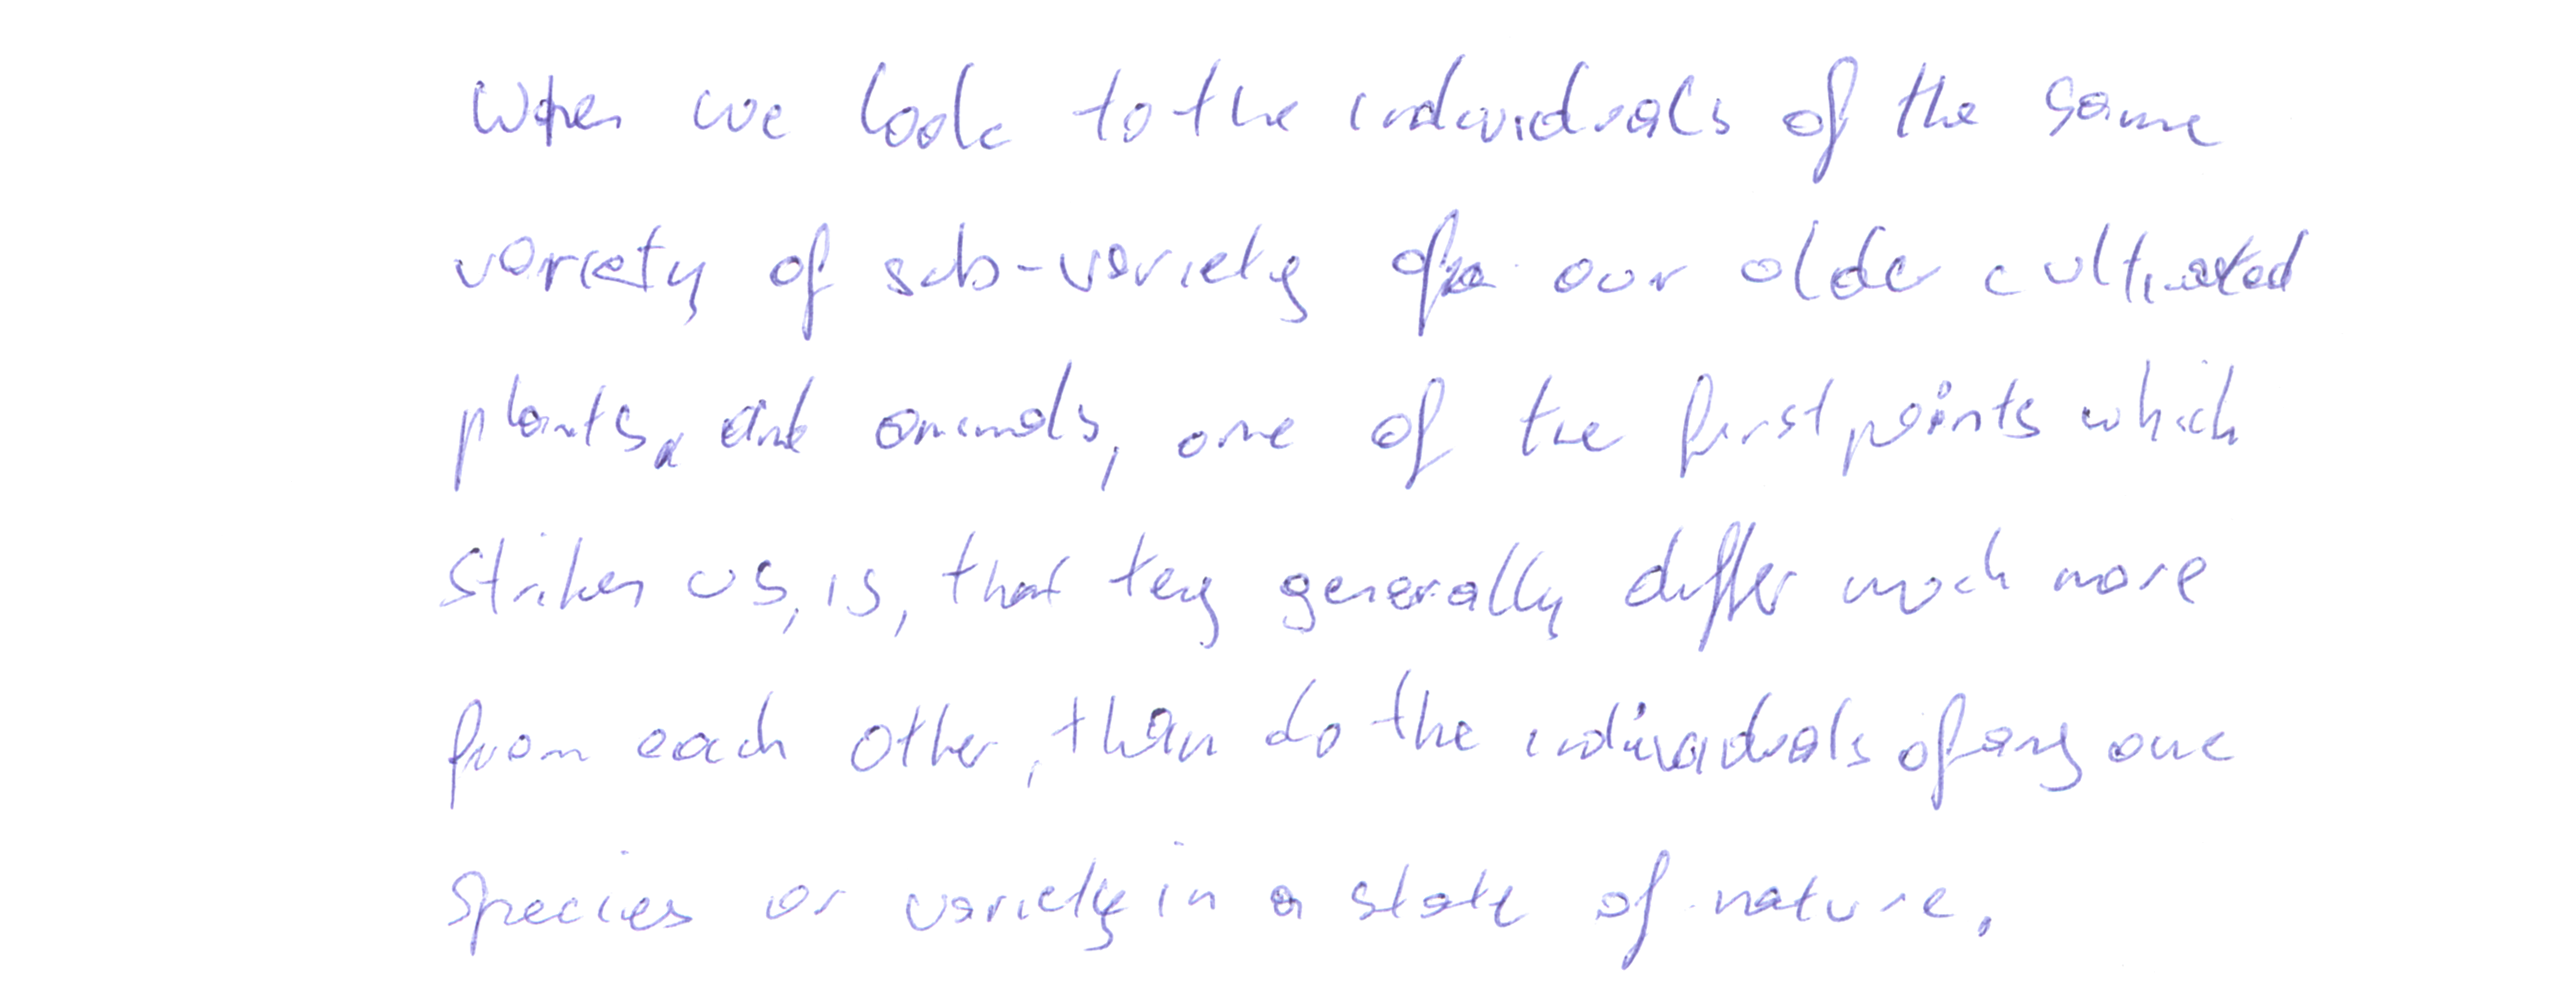 When we look to the individuals of the same
variety of sub-variety of our older cultivated
plants, and animals, one of the first points which
strikes us, is, that tey generally differ much more
from each other, than do the individuals of any one
species or variety in a state of nature.